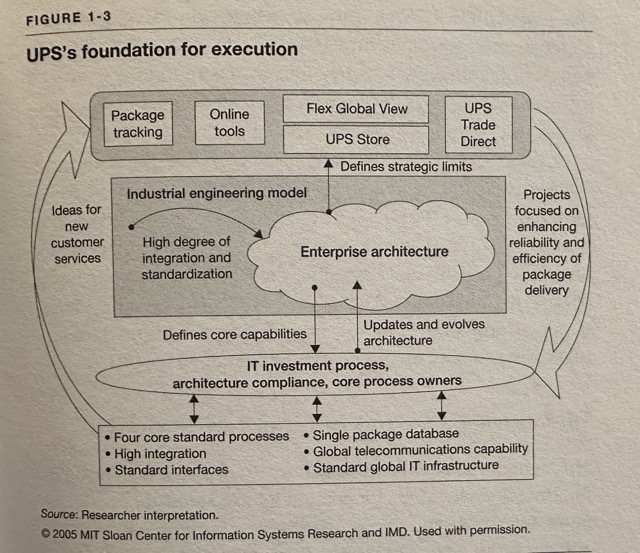 FIGURE 1-3
UPS's foundation for execution
Package
tracking
Online
tools
Flex Global View
UPS Store
UPS
Trade
Direct
Defines strategic limits
Industrial engineering model
Ideas for
new
customer
services
High degree of
integration and
standardization
Enterprise architecture
Projects
focused on
enhancing
reliability and
efficiency of
package
delivery
Defines core capabilities
Updates and evolves
architecture
IT investment process,
architecture compliance, core process owners
• Four core standard processes
• High integration
• Standard interfaces
• Single package database
• Global telecommunications capability
• Standard global IT infrastructure
Source: Researcher interpretation.
© 2005 MIT Sloan Center for Information Systems Research and IMD. Used with permission.